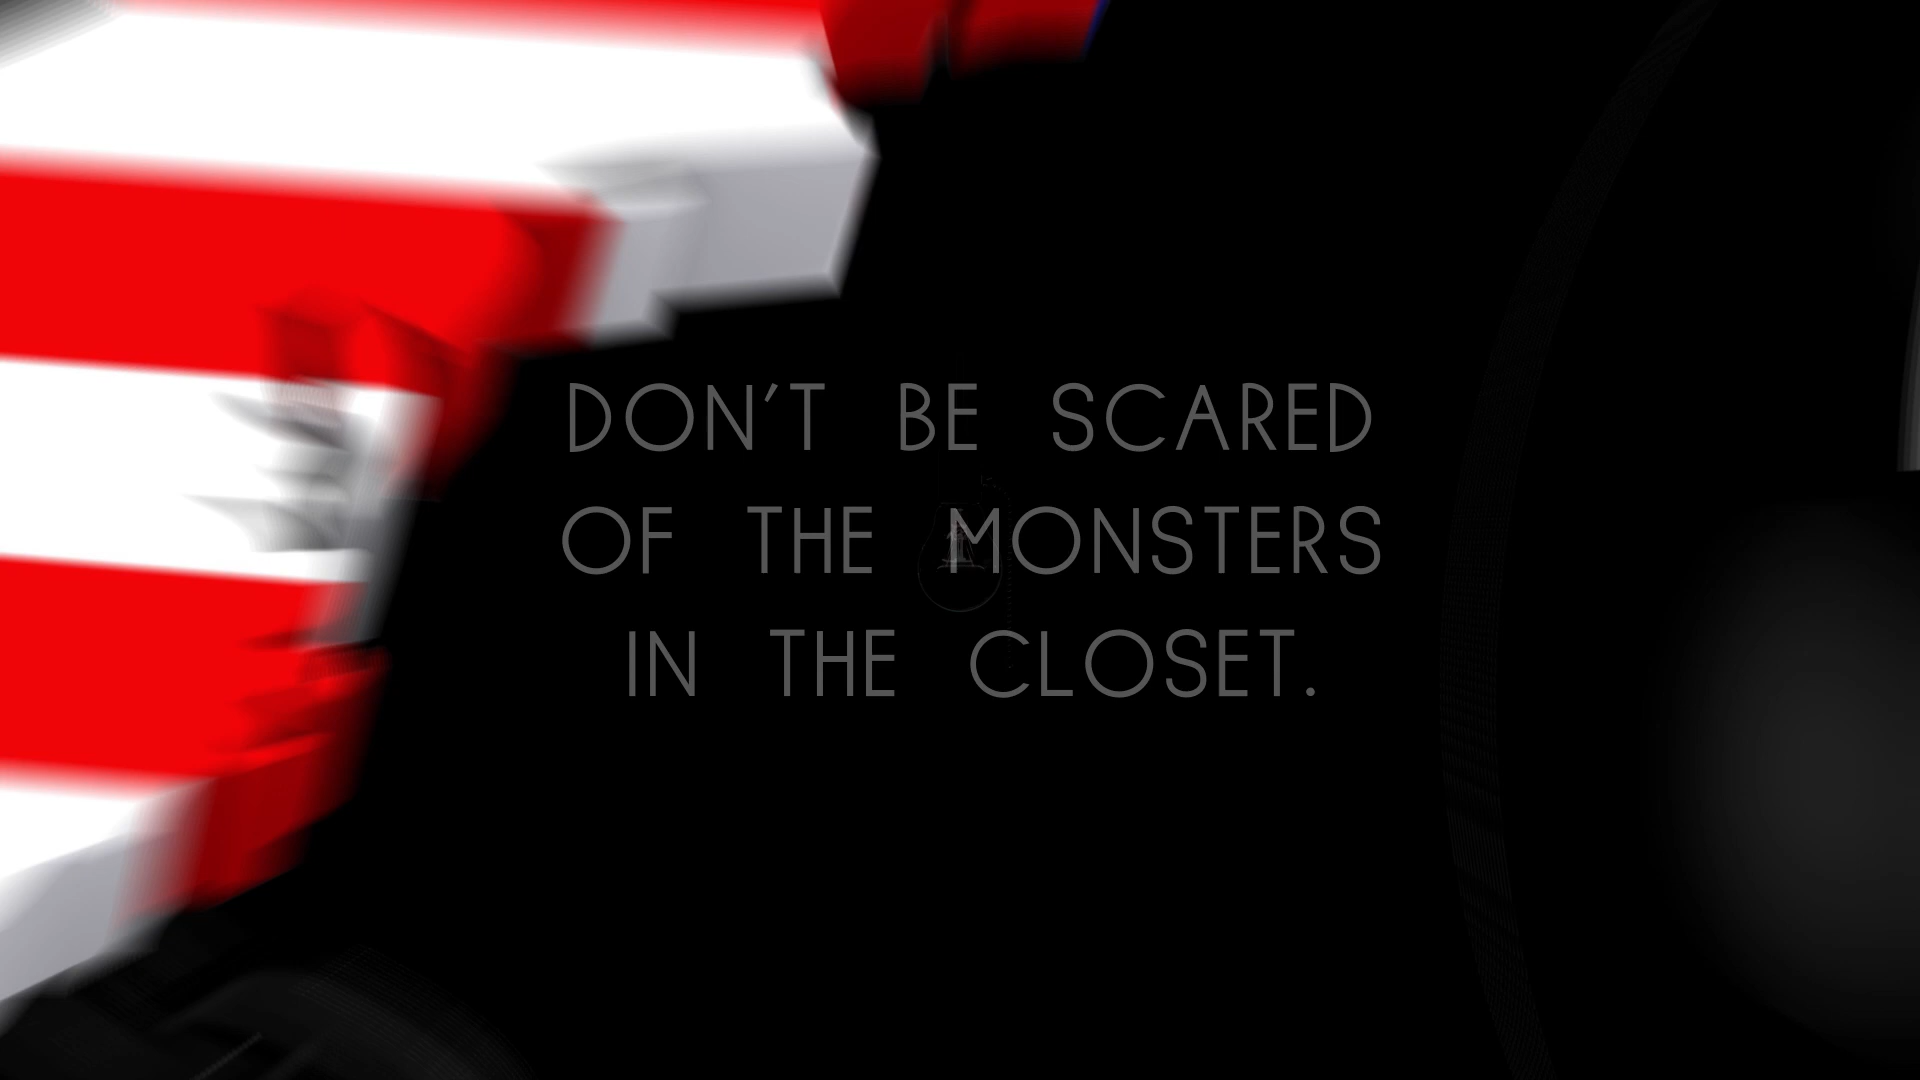 DON'T BE SCARED
OF THE MONSTERS
IN THE CLOSET.